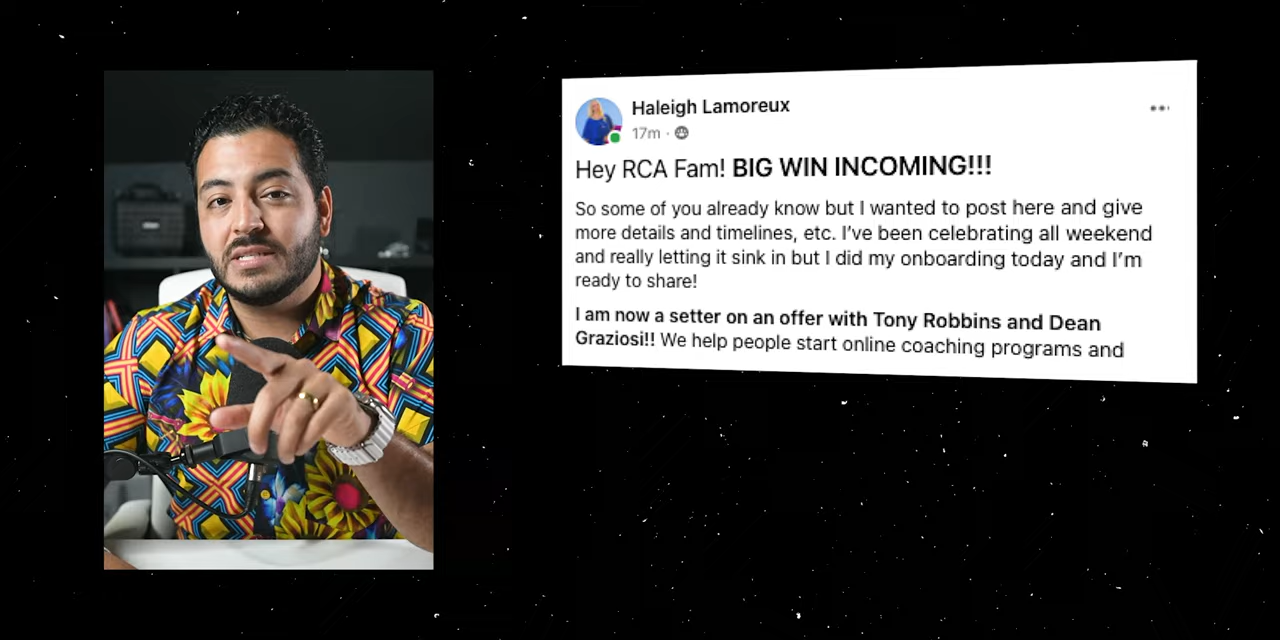 Haleigh Lamoreux
17m ·
Hey RCA Fam! BIG WIN INCOMING!!!
So some of you already know but I wanted to post here and give
more details and timelines, etc. I’ve been celebrating all weekend
and really letting it sink in but I did my onboarding today and I’m
ready to share!
I am now a setter on an offer with Tony Robbins and Dean
Graziosi!! We help people start online coaching programs and